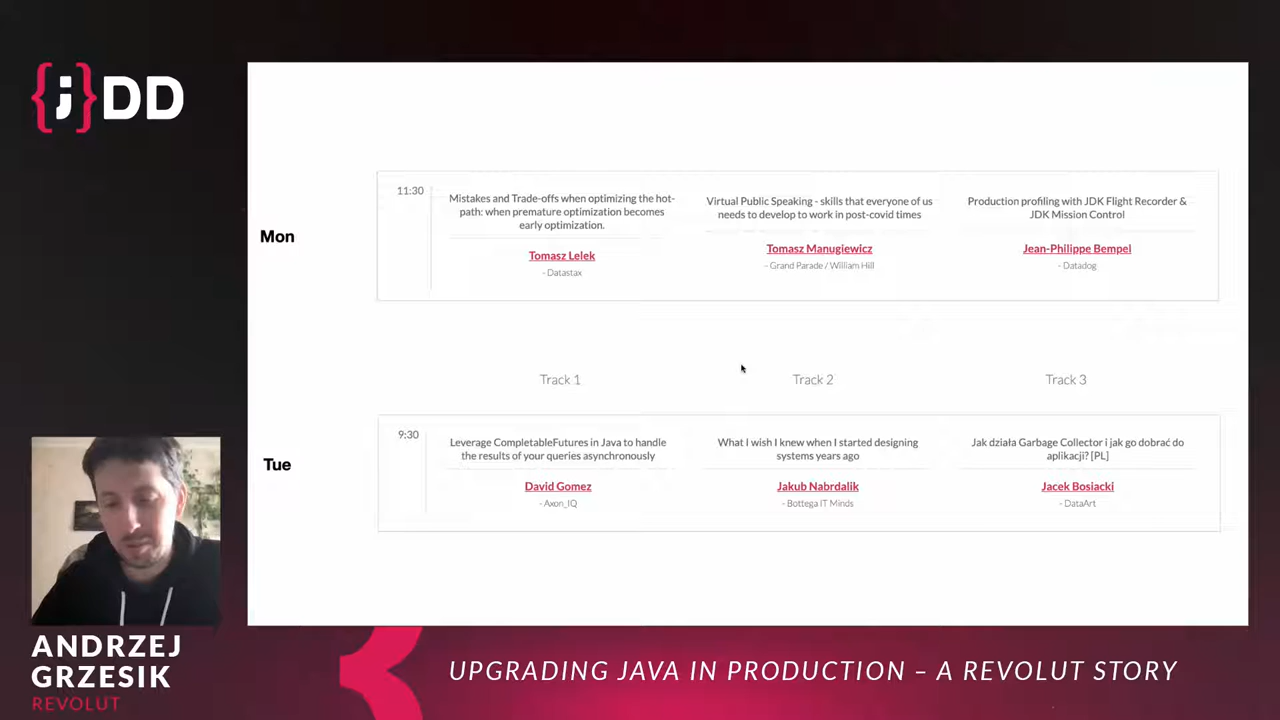 {;}DD
11:30
Mistakes and Trade-offs when optimizing the hot-
path: when premature optimization becomes
early optimization.
Tomasz Lelek
- Datastax
Virtual Public Speaking - skills that everyone of us
needs to develop to work in post-covid times
Tomasz Manugiewicz
- Grand Parade / William Hill
Production profiling with JDK Flight Recorder &
JDK Mission Control
Jean-Philippe Bempel
- Datadog
Mon
Track 1
Track 2
Track 3
9:30
Leverage CompletableFutures in Java to handle
the results of your queries asynchronously
David Gomez
- Axon_IQ
What I wish I knew when I started designing
systems years ago
Jakub Nabrdalik
- Bottega IT Minds
Jak działa Garbage Collector i jak go dobrać do
aplikacji? [PL]
Jacek Bosiacki
- DataArt
Tue
ANDRZEJ
GRZESIK
REVOLUT
UPGRADING JAVA IN PRODUCTION – A REVOLUT STORY